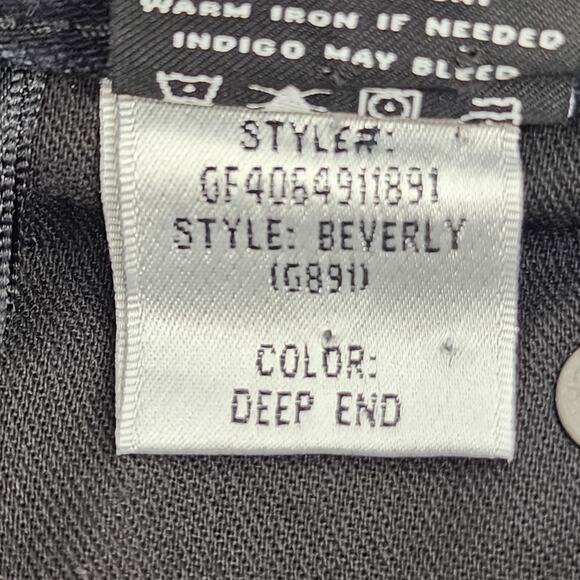 WARM IRON IF NEEDED
INDIGO MAY BLEED
STYLE#:
GF4064911891
STYLE: BEVERLY
(G891)
COLOR:
DEEP END